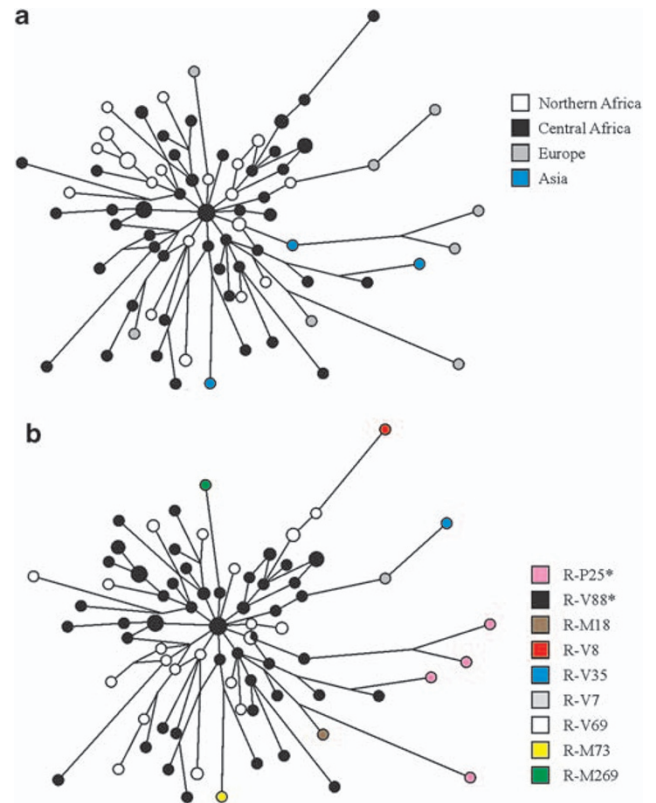 a
Northern Africa
Central Africa
Europe
Asia
b
R-P25*
R-V88*
R-M18
R-V8
R-V35
R-V7
R-V69
R-M73
R-M269